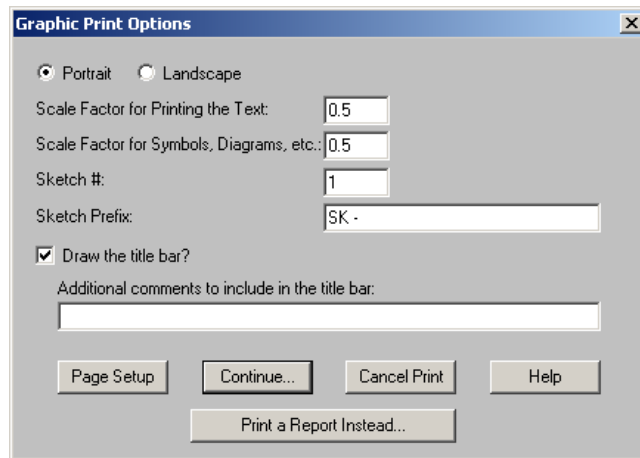 Graphic Print Options
Portrait Landscape
Scale Factor for Printing the Text: 0.5
Scale Factor for Symbols, Diagrams, etc.: 0.5
Sketch #: 1
Sketch Prefix: SK -
Draw the title bar?
Additional comments to include in the title bar:
Page Setup Continue... Cancel Print Help
Print a Report Instead...